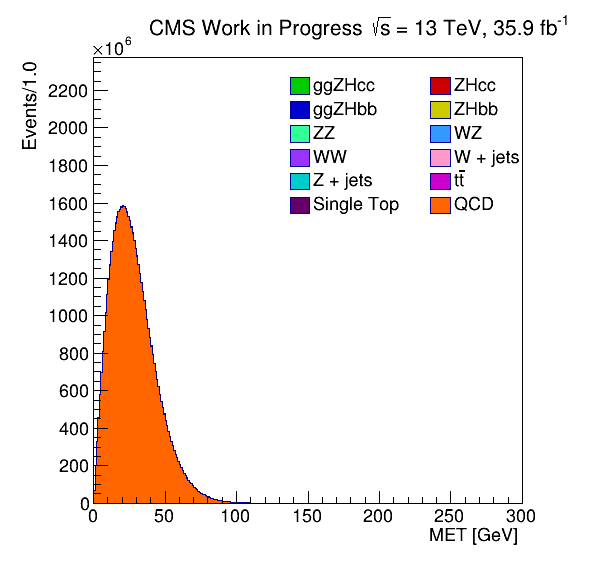 CMS Work in Progress √s = 13 TeV, 35.9 fb⁻¹
×10⁶
Events/1.0
2200
2000
1800
1600
1400
1200
1000
800
600
400
200
0
ggZHcc ZHcc
ggZHbb ZHbb
ZZ WZ
WW W + jets
Z + jets tt̄
Single Top QCD
0 50 100 150 200 250 300
MET [GeV]